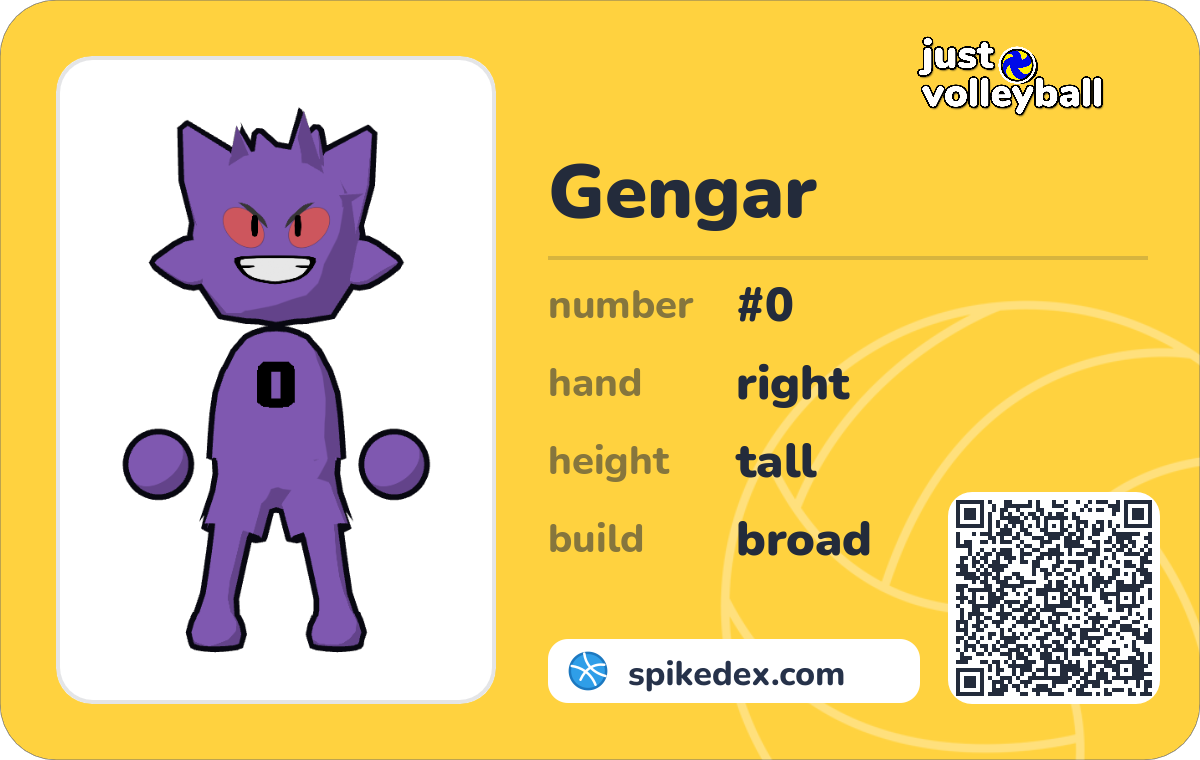 just
volleyball
Gengar
number #0
hand right
height tall
build broad
0
spikedex.com